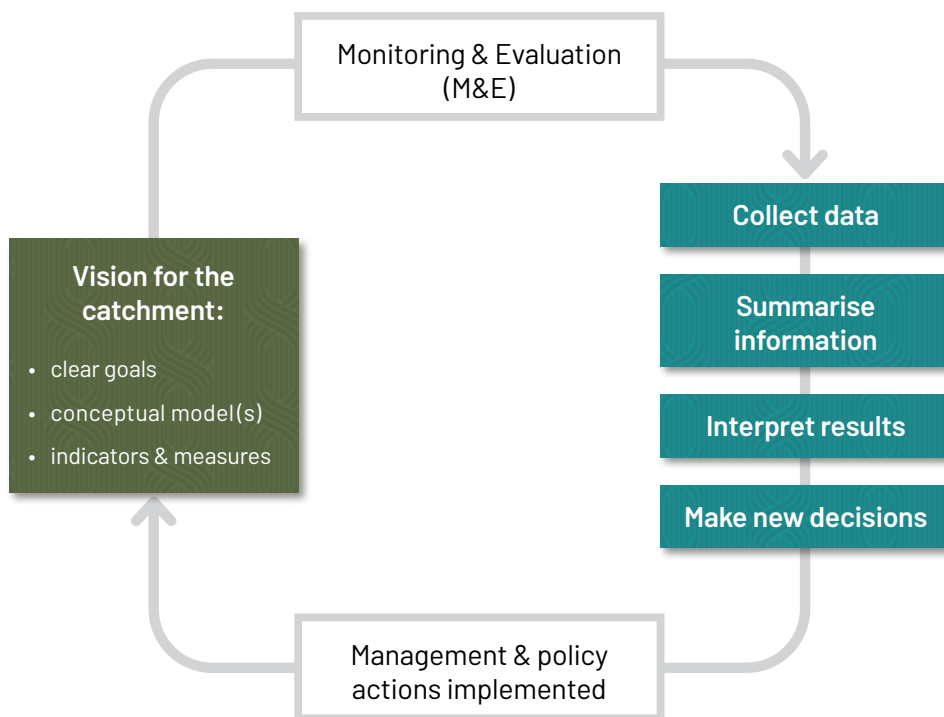 Monitoring & Evaluation
(M&E)
Collect data
Summarise
information
Interpret results
Make new decisions
Management & policy
actions implemented
Vision for the
catchment:
• clear goals
• conceptual model(s)
• indicators & measures